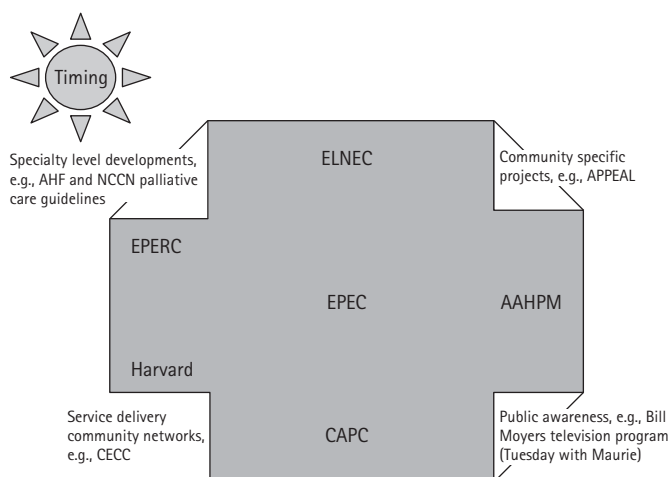 Timing
Specialty level developments,
e.g., AHF and NCCN palliative
care guidelines
ELNEC
Community specific
projects, e.g., APPEAL
EPERC
EPEC
AAHPM
Harvard
Service delivery
community networks,
e.g., CECC
CAPC
Public awareness, e.g., Bill
Moyers television program
(Tuesday with Maurie)